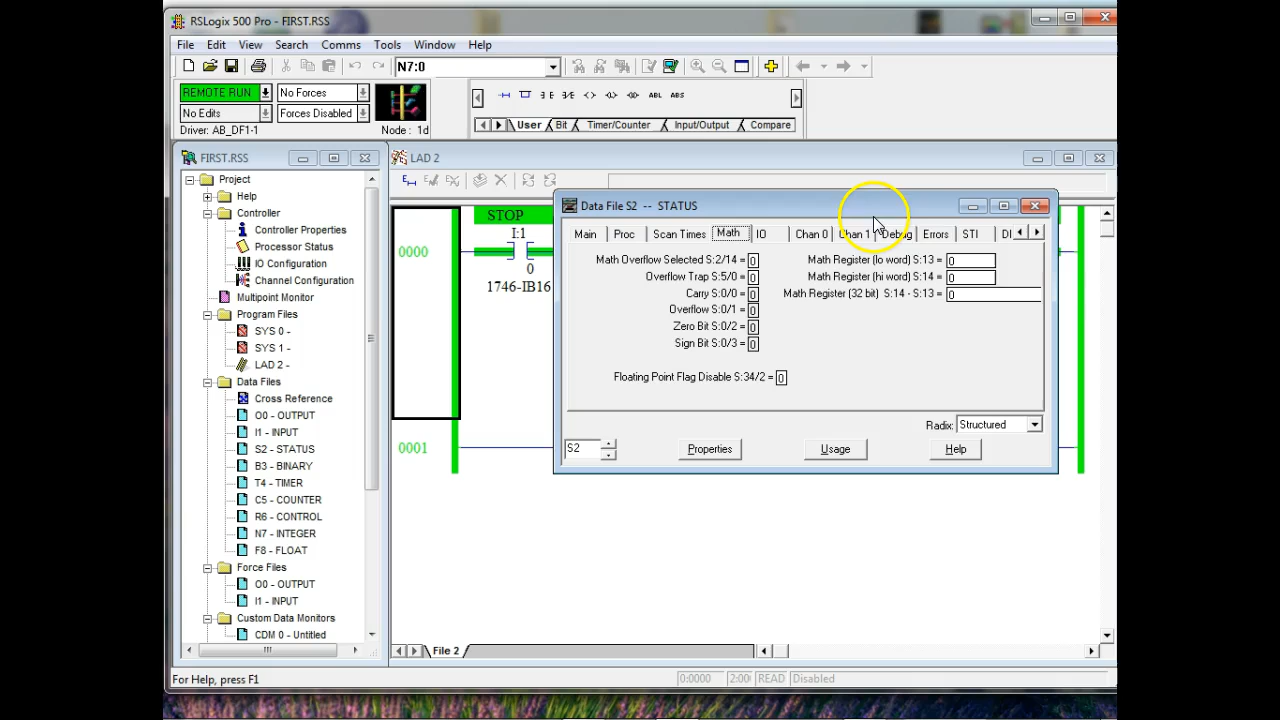 RSLogix 500 Pro - FIRST.RSS
File Edit View Search Comms Tools Window Help
N7:0
REMOTE RUN No Forces
No Edits Forces Disabled
Driver: AB_DF1-1 Node : 1d
ABL ABS
User Bit Timer/Counter Input/Output Compare
FIRST.RSS
Project
Help
Controller
Controller Properties
Processor Status
IO Configuration
Channel Configuration
Multipoint Monitor
Program Files
SYS 0 -
SYS 1 -
LAD 2 -
Data Files
Cross Reference
O0 - OUTPUT
I1 - INPUT
S2 - STATUS
B3 - BINARY
T4 - TIMER
C5 - COUNTER
R6 - CONTROL
N7 - INTEGER
F8 - FLOAT
Force Files
O0 - OUTPUT
I1 - INPUT
Custom Data Monitors
CDM 0 - Untitled
LAD 2
0000
STOP
I:1
0
1746-IB16
0001
File 2
Data File S2 -- STATUS
Main Proc Scan Times Math IO Chan 0 Chan 1 Debug Errors STI DI
Math Overflow Selected S:2/14 = 0
Overflow Trap S:5/0 = 0
Carry S:0/0 = 0
Overflow S:0/1 = 0
Zero Bit S:0/2 = 0
Sign Bit S:0/3 = 0
Floating Point Flag Disable S:34/2 = 0
Math Register (lo word) S:13 = 0
Math Register (hi word) S:14 = 0
Math Register (32 bit) S:14 - S:13 = 0
Radix: Structured
S2 Properties Usage Help
For Help, press F1
0:0000 2:00 READ Disabled